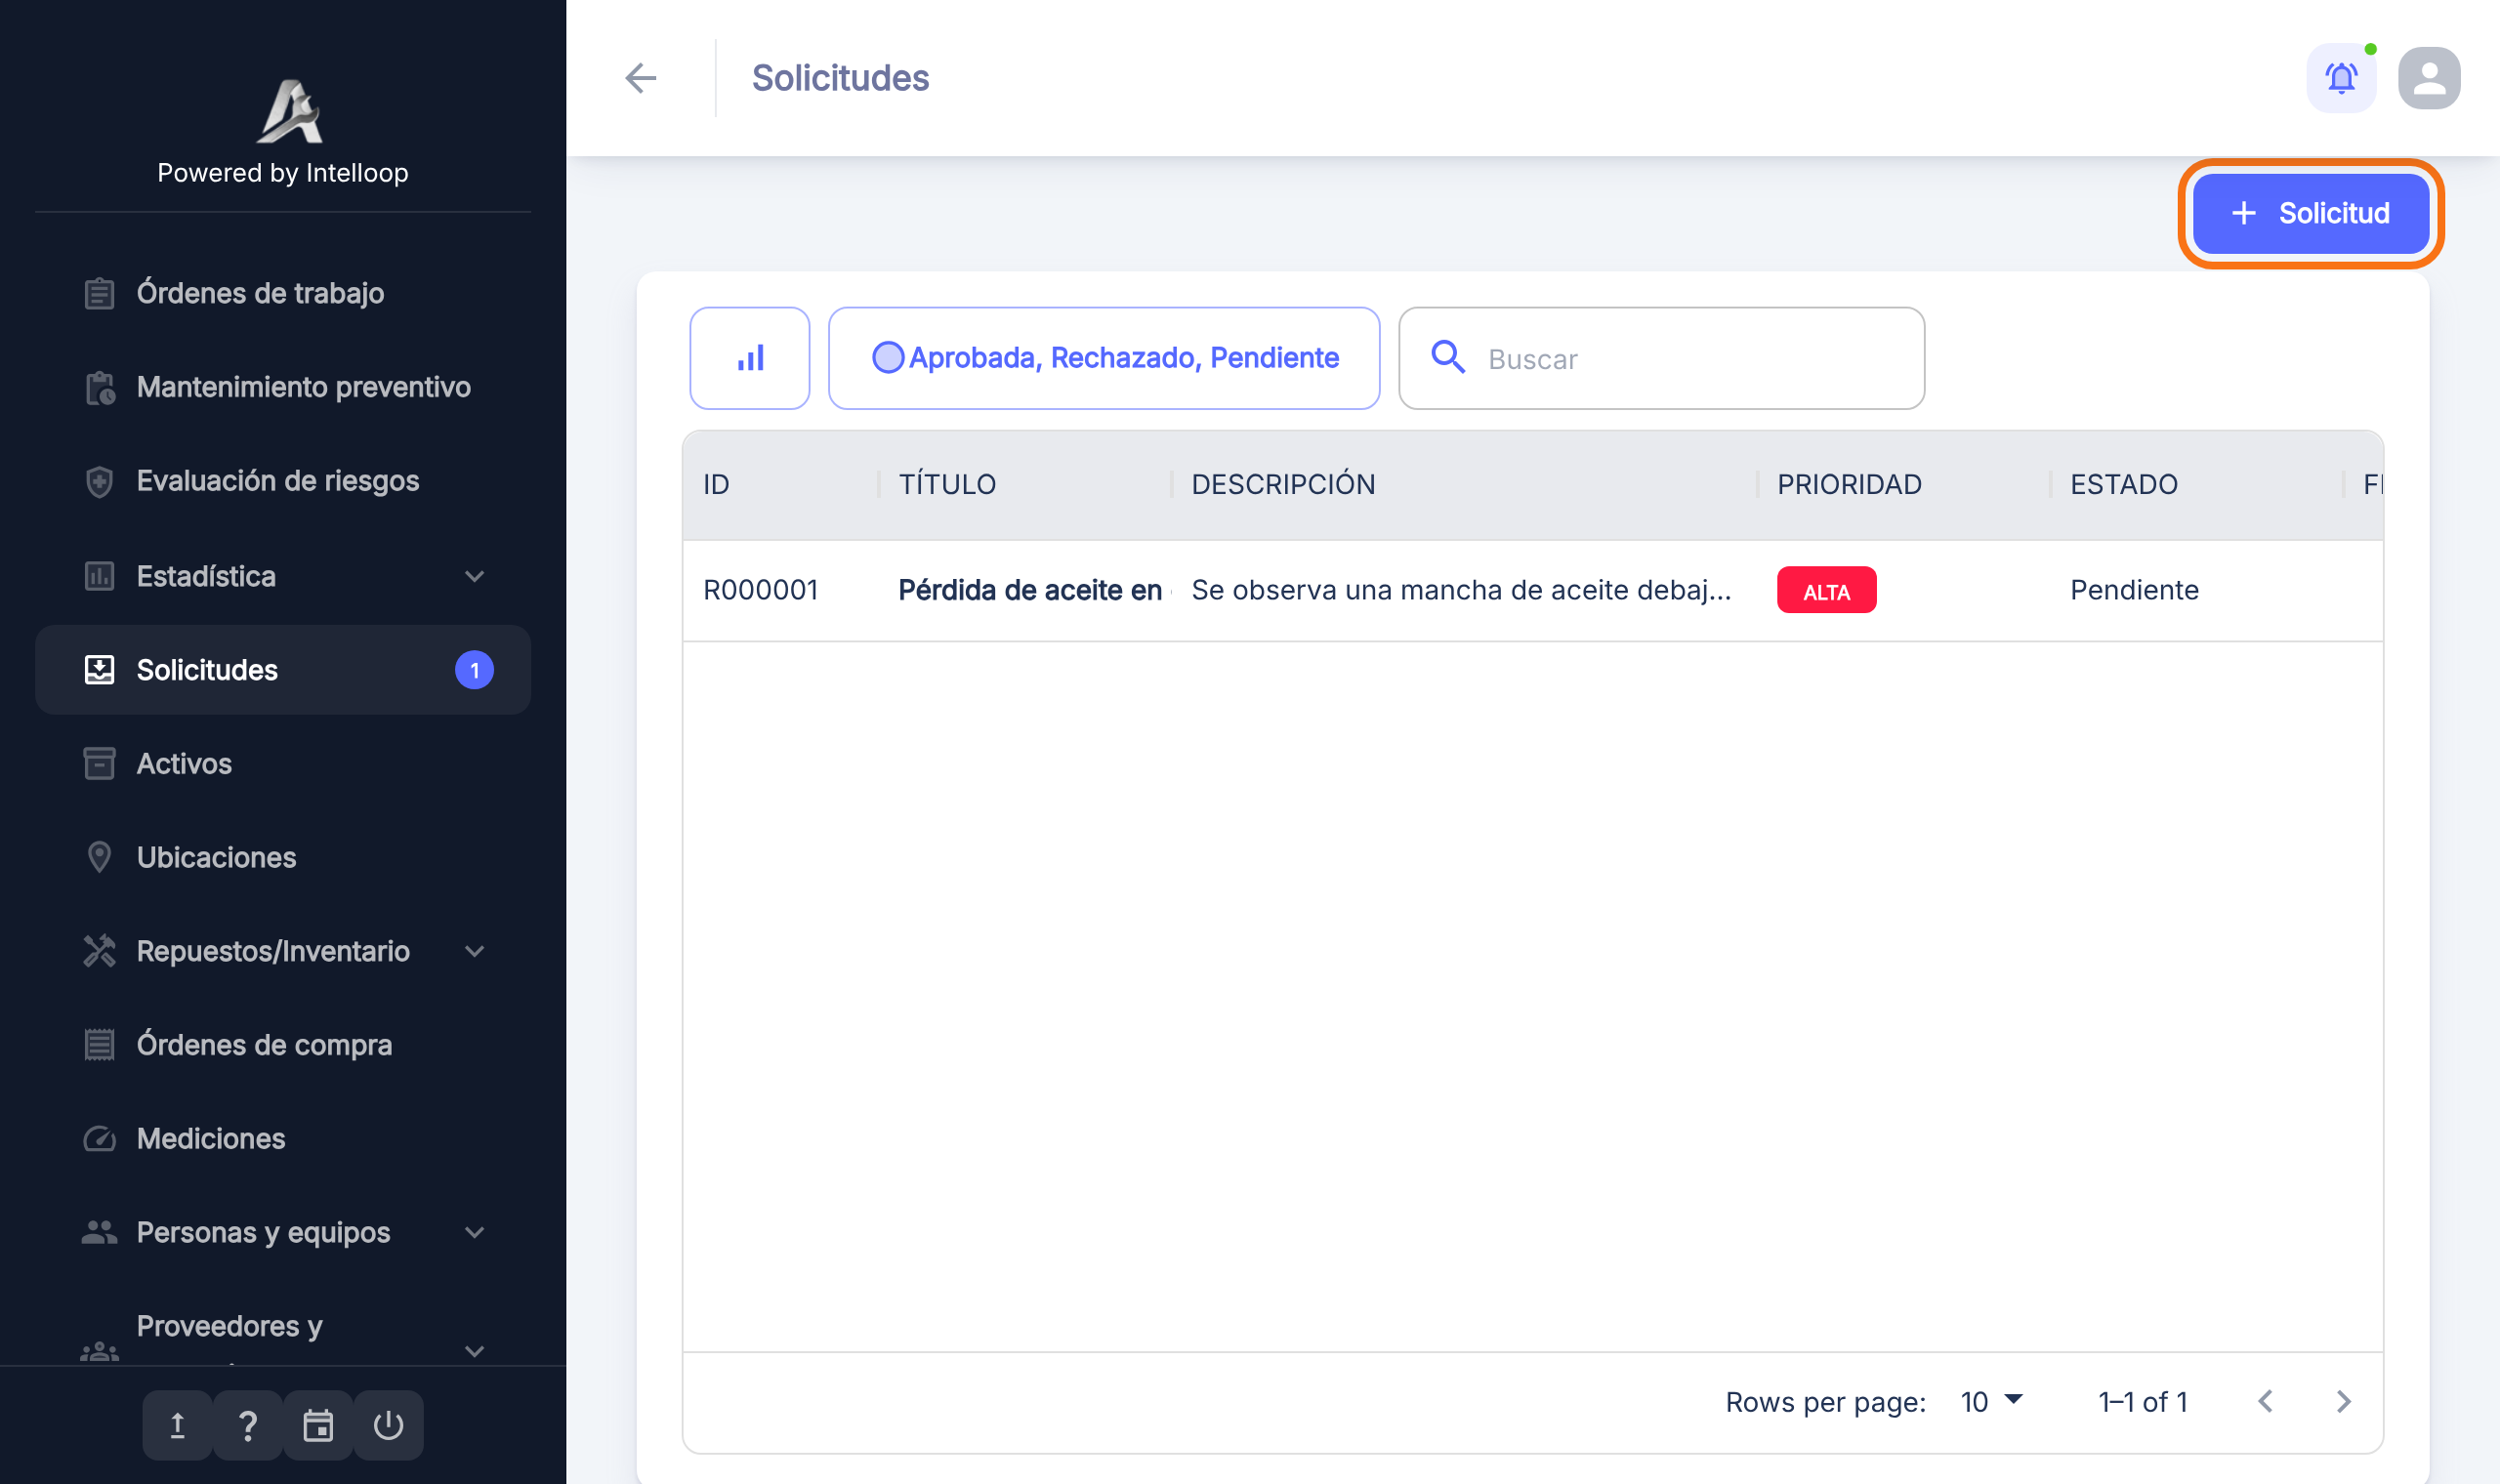 Powered by Intelloop
Órdenes de trabajo
Mantenimiento preventivo
Evaluación de riesgos
Estadística
Solicitudes 1
Activos
Ubicaciones
Repuestos/Inventario
Órdenes de compra
Mediciones
Personas y equipos
Proveedores y
Solicitudes
+ Solicitud
Aprobada, Rechazado, Pendiente
Buscar
ID TÍTULO DESCRIPCIÓN PRIORIDAD ESTADO
R000001 Pérdida de aceite en Se observa una mancha de aceite debaj... ALTA Pendiente
Rows per page: 10 1–1 of 1